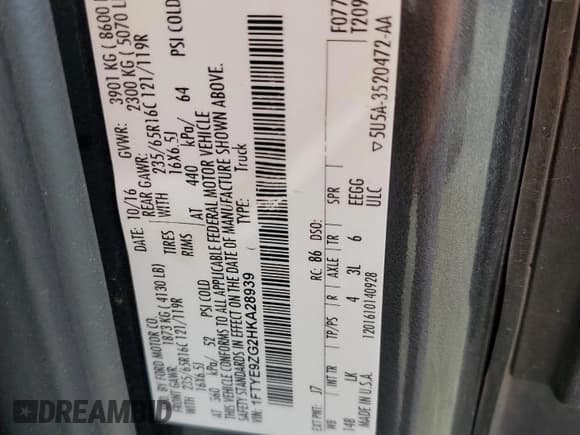 BY FORD MOTOR CO.
DATE: 10/16 GVWR: 3901 KG ( 8600
FRONT GAWR: 1873 KG ( 4130 LB) REAR GAWR: 2300 KG ( 5070 L
235/65R16C 121/119R TIRES WITH 235/65R16C 121/119R
16X6.5J RIMS 16X6.5J
AT 360 kPa/ 52 PSI COLD AT 440 kPa/ 64 PSI COLD
THIS VEHICLE CONFORMS TO ALL APPLICABLE FEDERAL MOTOR VEHICLE
SAFETY STANDARDS IN EFFECT ON THE DATE OF MANUFACTURE SHOWN ABOVE.
VIN: 1FTYE9ZG2HKA28939 TYPE: Truck
F077
T209
EXT PNT: J7 RC: 86 DSO:
WB INT TR TP/PS R AXLE TR SPR
148 LK 4 3L 6 EEGG
MADE IN U.S.A. 1201610140928 ULC
▽5U5A-3520472-AA
DREAMBID
.COM